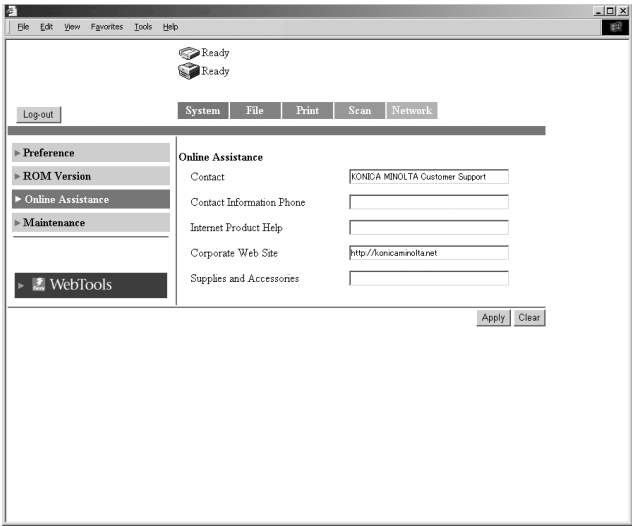 File Edit View Favorites Tools Help
Ready
Ready
Log-out
System File Print Scan Network
Preference
ROM Version
Online Assistance
Maintenance
WebTools
Online Assistance
Contact KONICA MINOLTA Customer Support
Contact Information Phone
Internet Product Help
Corporate Web Site http://konicaminolta.net
Supplies and Accessories
Apply Clear